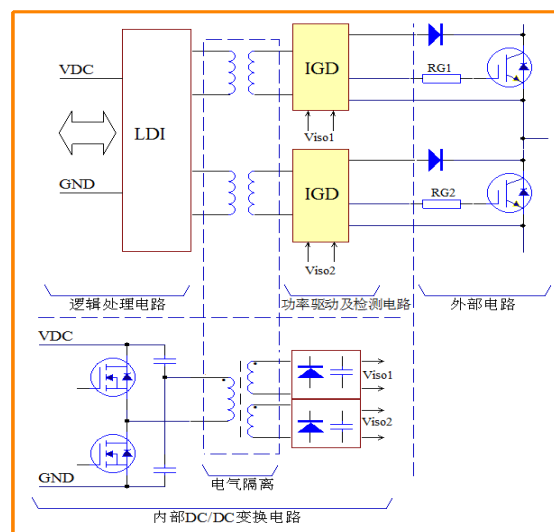 VDC
LDI
GND
IGD
Viso1
RG1
IGD
Viso2
RG2
逻辑处理电路
功率驱动及检测电路
外部电路
VDC
GND
Viso1
Viso2
电气隔离
内部DC/DC变换电路